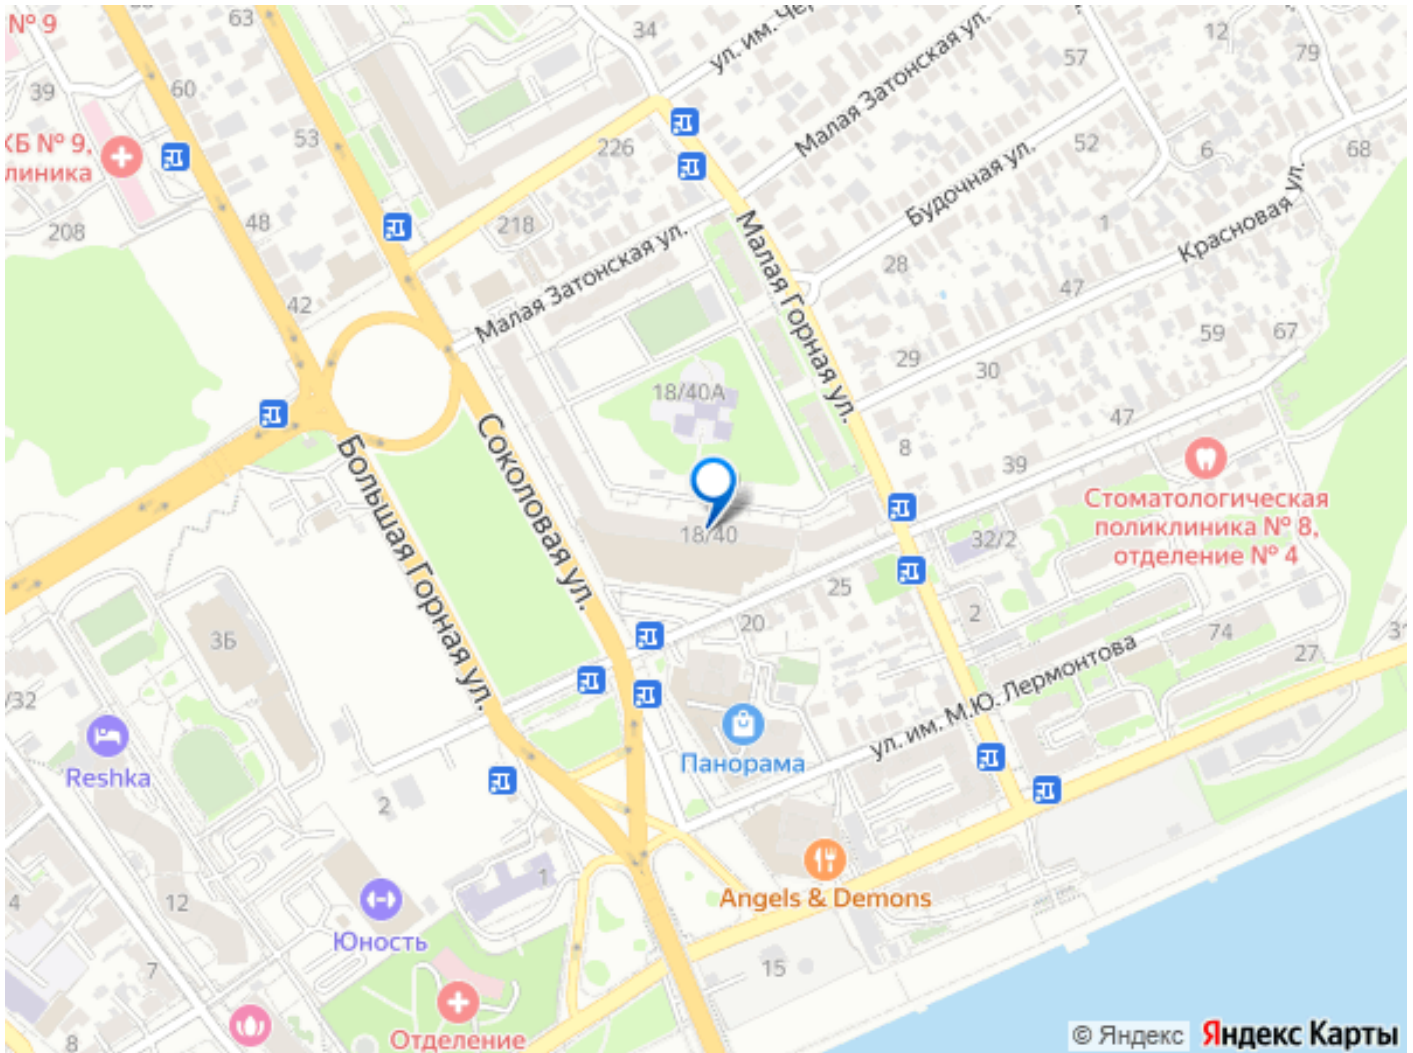 № 9
63
34
ул. им. Чер
Малая Затонская ул.
57
12
79
39
60
КБ № 9,
линика
53
226
Будочная ул.
52
6
68
208
48
218
Малая Затонская ул.
Малая Горная ул.
1
Красновая ул.
28
42
47
59
67
29
30
18/40А
47
Соколовая ул.
Большая Горная ул.
8
39
Стоматологическая
поликлиника № 8,
отделение № 4
18/40
32/2
25
20
2
3Б
74
27
31
/32
ул. им. М.Ю. Лермонтова
Reshka
Панорама
2
1
Angels & Demons
4
12
Юность
7
15
8
Отделение
© Яндекс
Яндекс Карты